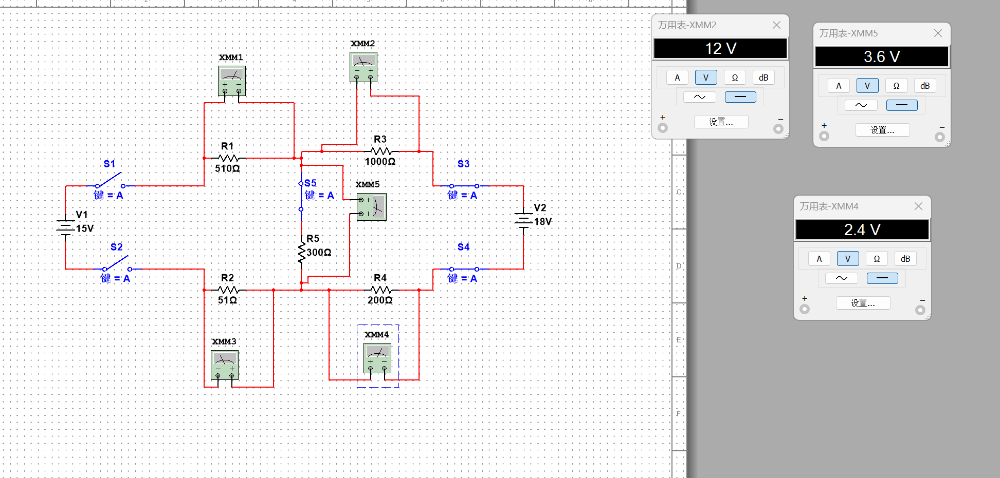 XMM1
XMM2
R1
510Ω
R3
1000Ω
S1
键 = A
S3
键 = A
S5
键 = A
XMM5
V1
15V
V2
18V
R5
300Ω
S2
键 = A
S4
键 = A
R2
51Ω
R4
200Ω
XMM3
XMM4
C
D
E
F
万用表-XMM2
12 V
A V Ω dB
设置...
+ −
万用表-XMM5
3.6 V
A V Ω dB
设置...
+ −
万用表-XMM4
2.4 V
A V Ω dB
设置...
+ −